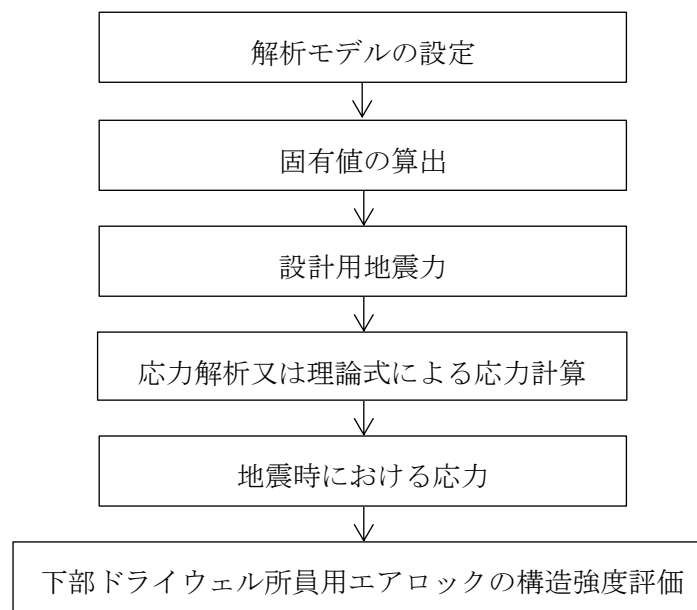 解析モデルの設定
固有値の算出
設計用地震力
応力解析又は理論式による応力計算
地震時における応力
下部ドライウェル所員用エアロックの構造強度評価